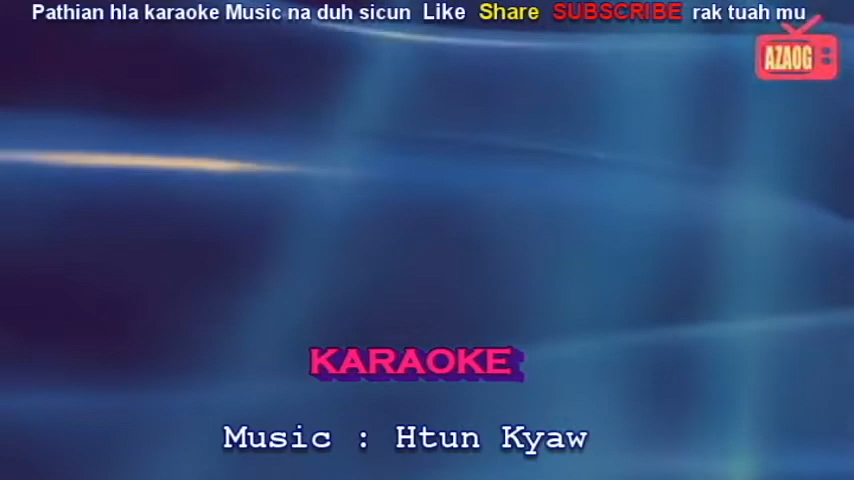 Pathian hla karaoke Music na duh sicun Like Share SUBSCRIBE rak tuah mu
AZAOG
KARAOKE
Music : Htun Kyaw